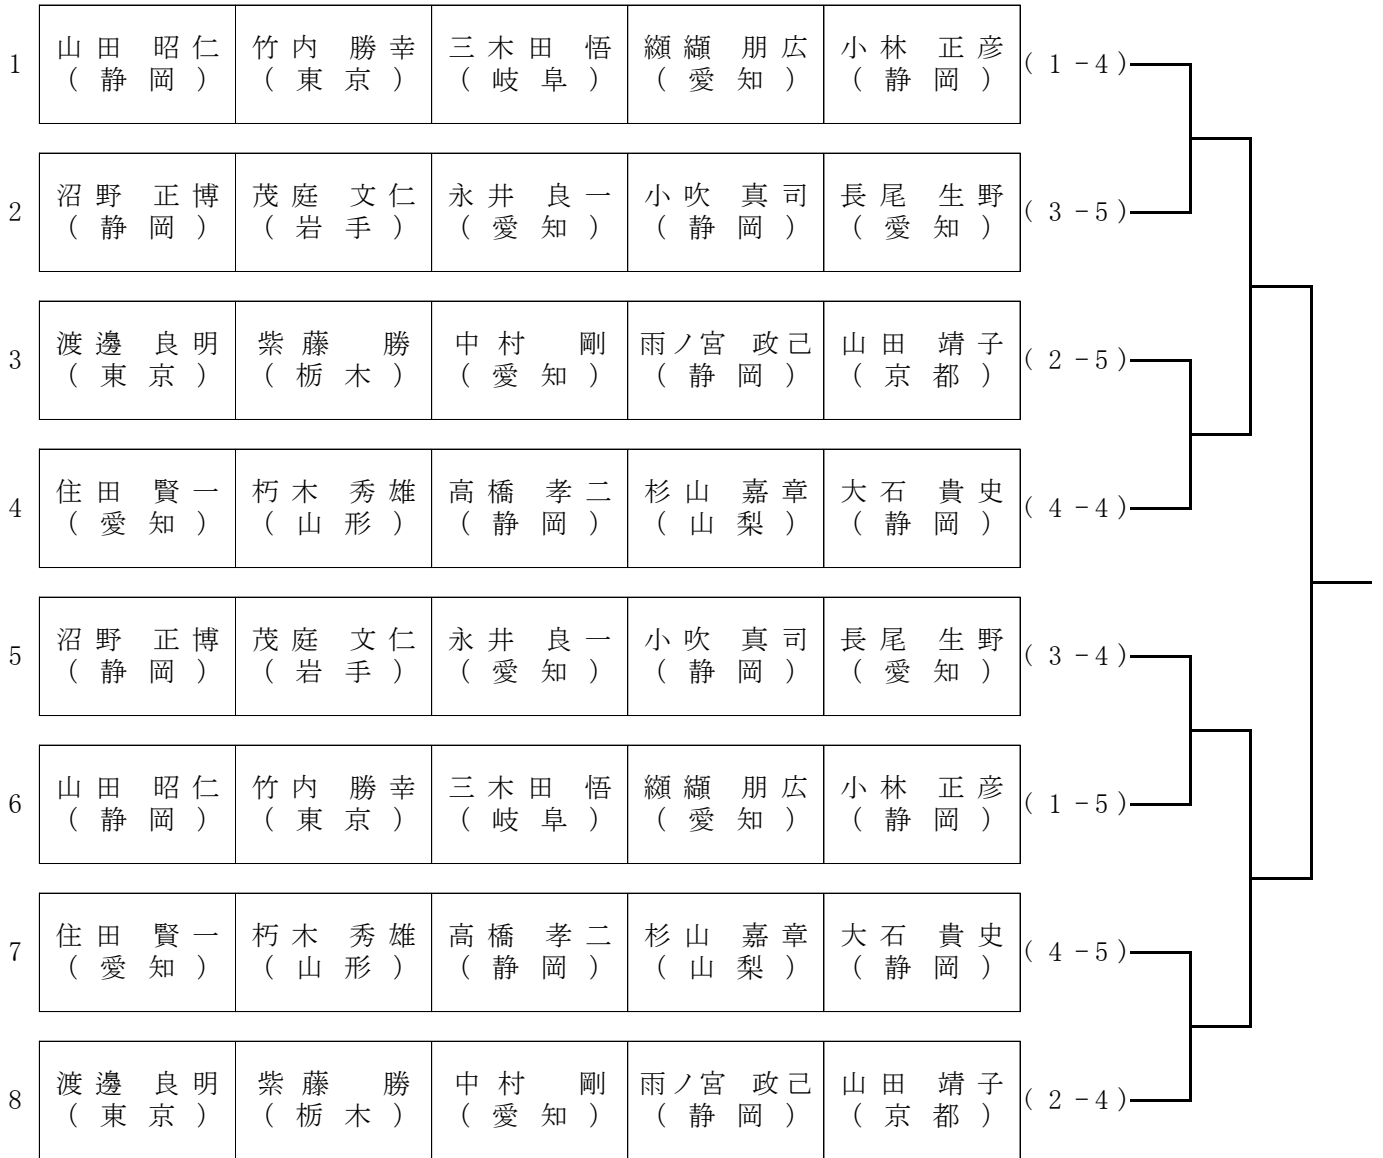 山田 昭仁 竹内 勝幸 三木田 悟 纐纈 朋広 小林 正彦
1 (静岡) (東京) (岐阜) (愛知) (静岡) (1-4)
沼野 正博 茂庭 文仁 永井 良一 小吹 真司 長尾 生野
2 (静岡) (岩手) (愛知) (静岡) (愛知) (3-5)
渡邊 良明 柴藤 勝 中村 剛 雨ノ宮 政己 山田 靖子
3 (東京) (栃木) (愛知) (静岡) (京都) (2-5)
住田 賢一 朽木 秀雄 高橋 孝二 杉山 嘉章 大石 貴史
4 (愛知) (山形) (静岡) (山梨) (静岡) (4-4)
沼野 正博 茂庭 文仁 永井 良一 小吹 真司 長尾 生野
5 (静岡) (岩手) (愛知) (静岡) (愛知) (3-4)
山田 昭仁 竹内 勝幸 三木田 悟 纐纈 朋広 小林 正彦
6 (静岡) (東京) (岐阜) (愛知) (静岡) (1-5)
住田 賢一 朽木 秀雄 高橋 孝二 杉山 嘉章 大石 貴史
7 (愛知) (山形) (静岡) (山梨) (静岡) (4-5)
渡邊 良明 柴藤 勝 中村 剛 雨ノ宮 政己 山田 靖子
8 (東京) (栃木) (愛知) (静岡) (京都) (2-4)